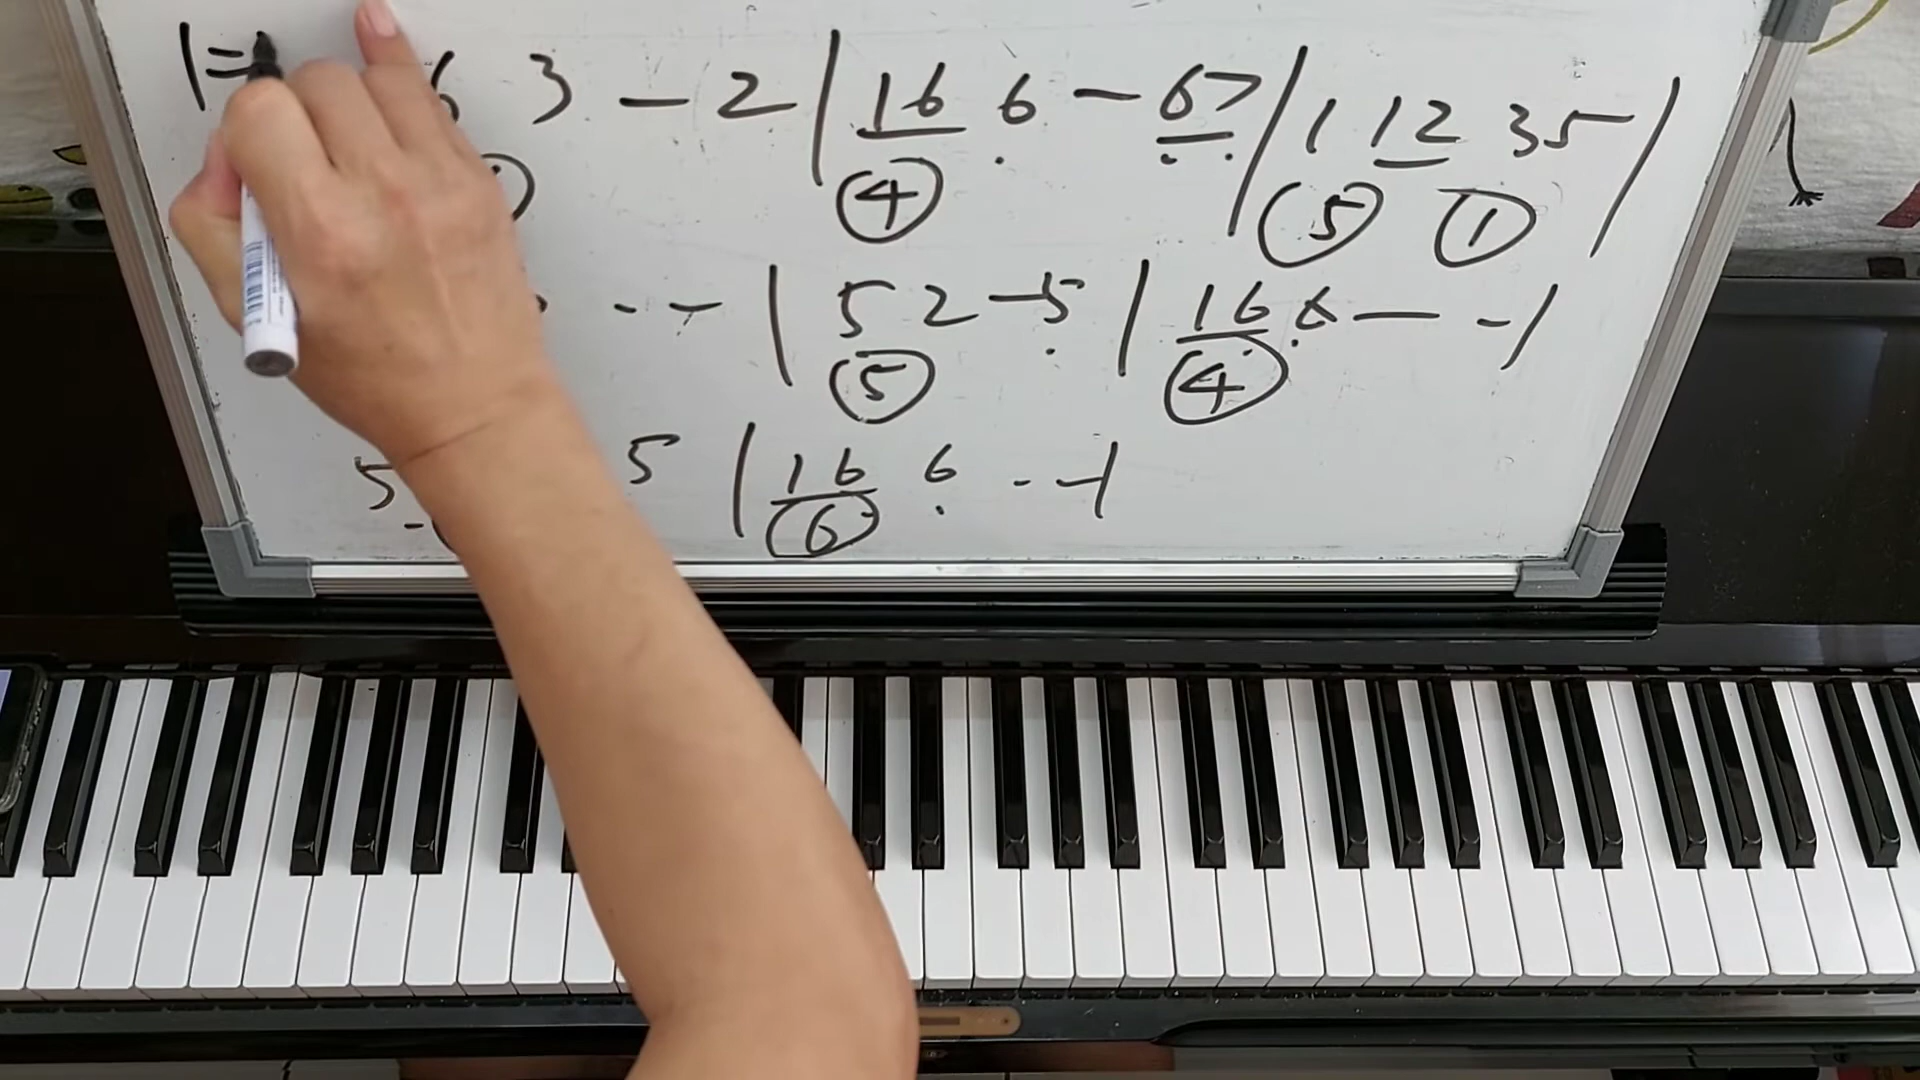 1=
6 3 – 2 | 16 6 – 67 | 1 12 35 |
④ ⑤ ①
- - | 5 2 – 5 | 16 6 – - |
⑤ ④
5 5 | 16 6 - - |
⑥